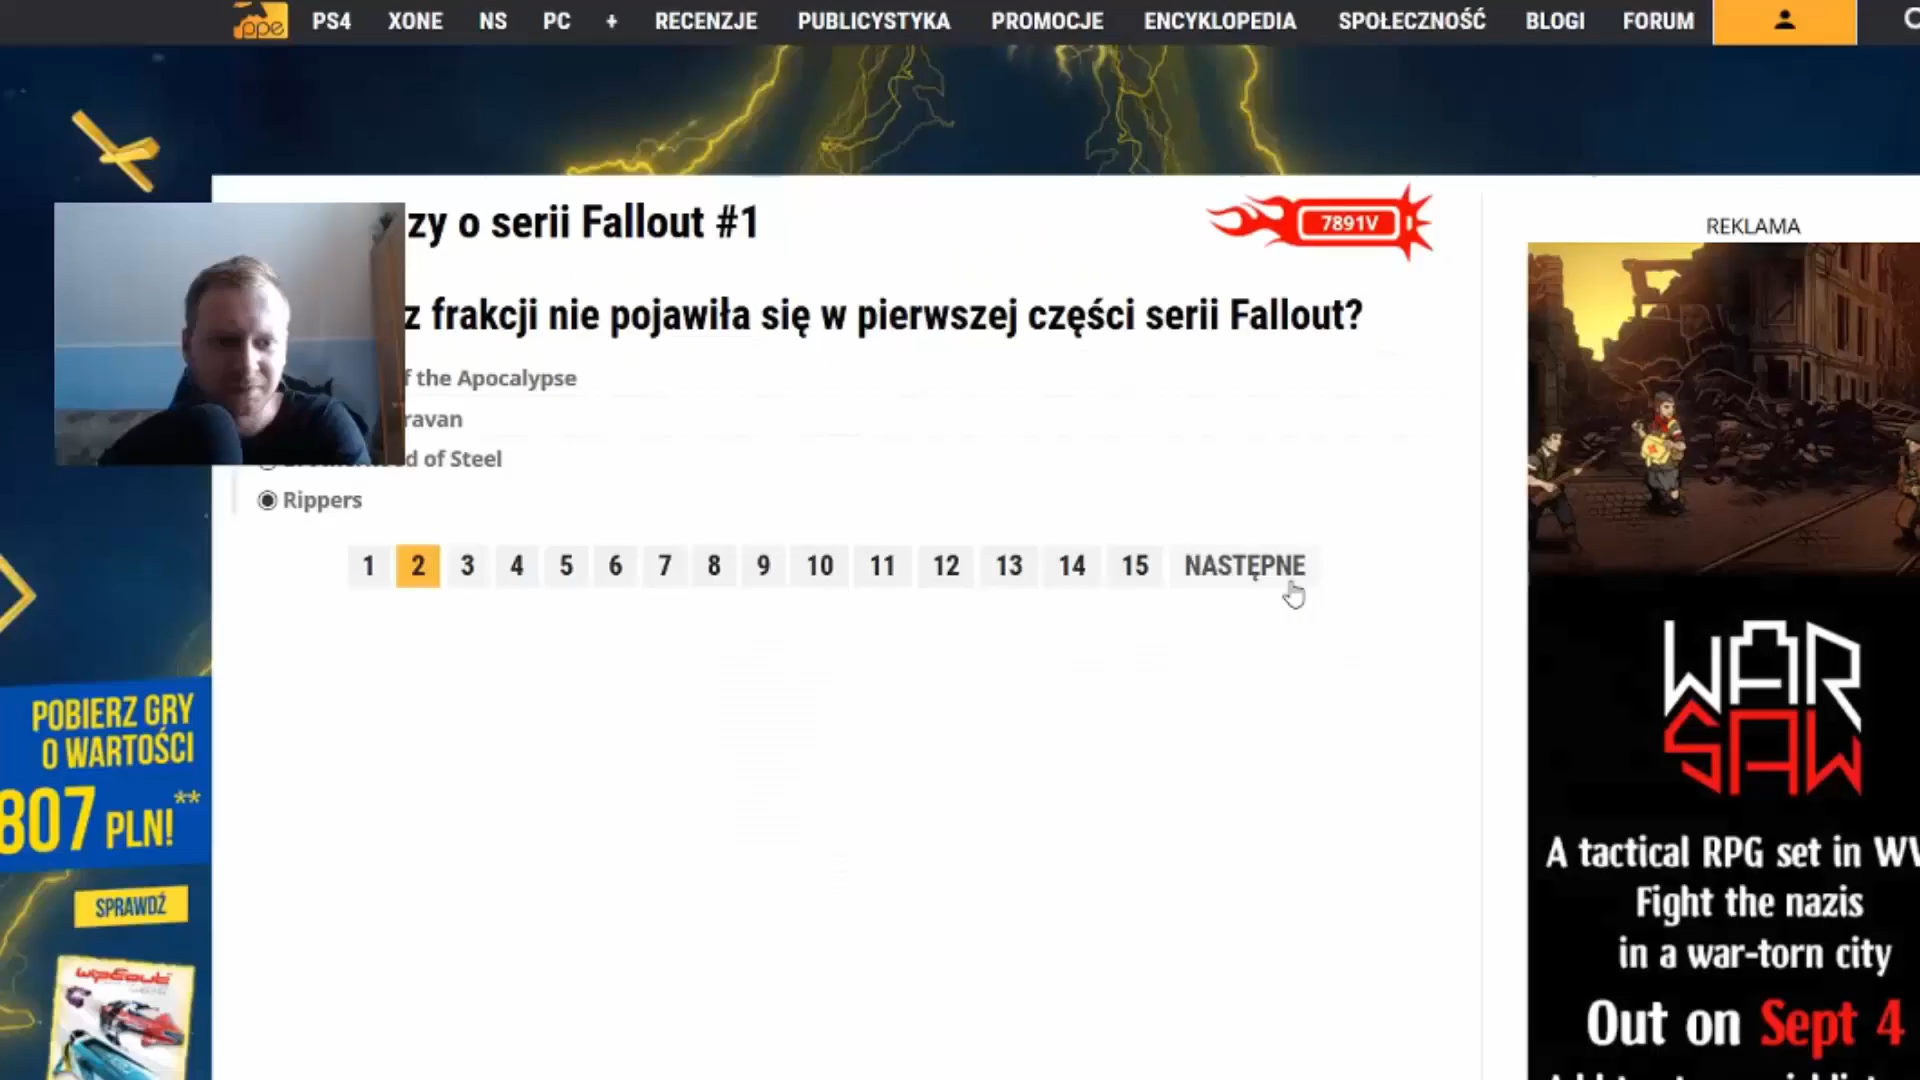 ppe PS4 XONE NS PC + RECENZJE PUBLICYSTYKA PROMOCJE ENCYKLOPEDIA SPOŁECZNOŚĆ BLOGI FORUM
zy o serii Fallout #1
7891V
z frakcji nie pojawiła się w pierwszej części serii Fallout?
f the Apocalypse
ravan
d of Steel
Rippers
1 2 3 4 5 6 7 8 9 10 11 12 13 14 15 NASTĘPNE
POBIERZ GRY
O WARTOŚCI
807 PLN!**
SPRAWDŹ
wipEout
REKLAMA
WARSAW
A tactical RPG set in WV
Fight the nazis
in a war-torn city
Out on Sept 4